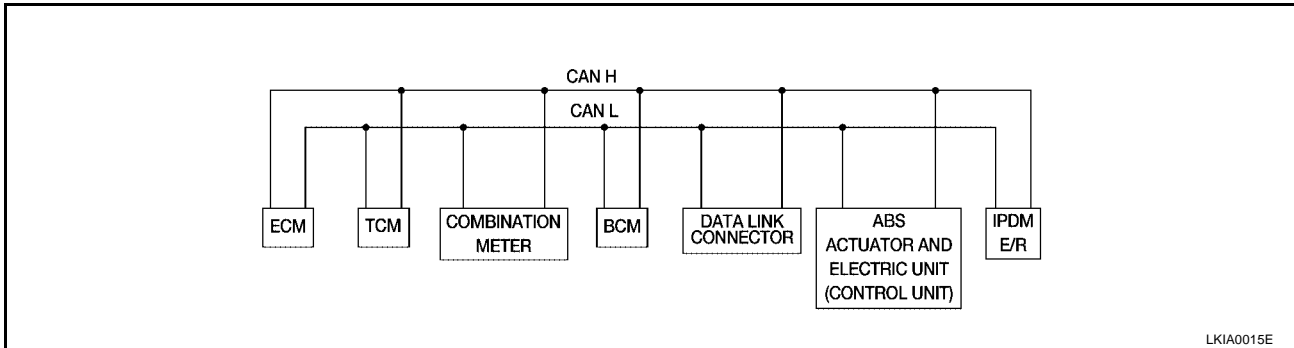 CAN H
CAN L
ECM
TCM
COMBINATION
METER
BCM
DATA LINK
CONNECTOR
ABS
ACTUATOR AND
ELECTRIC UNIT
(CONTROL UNIT)
IPDM
E/R
LKIA0015E